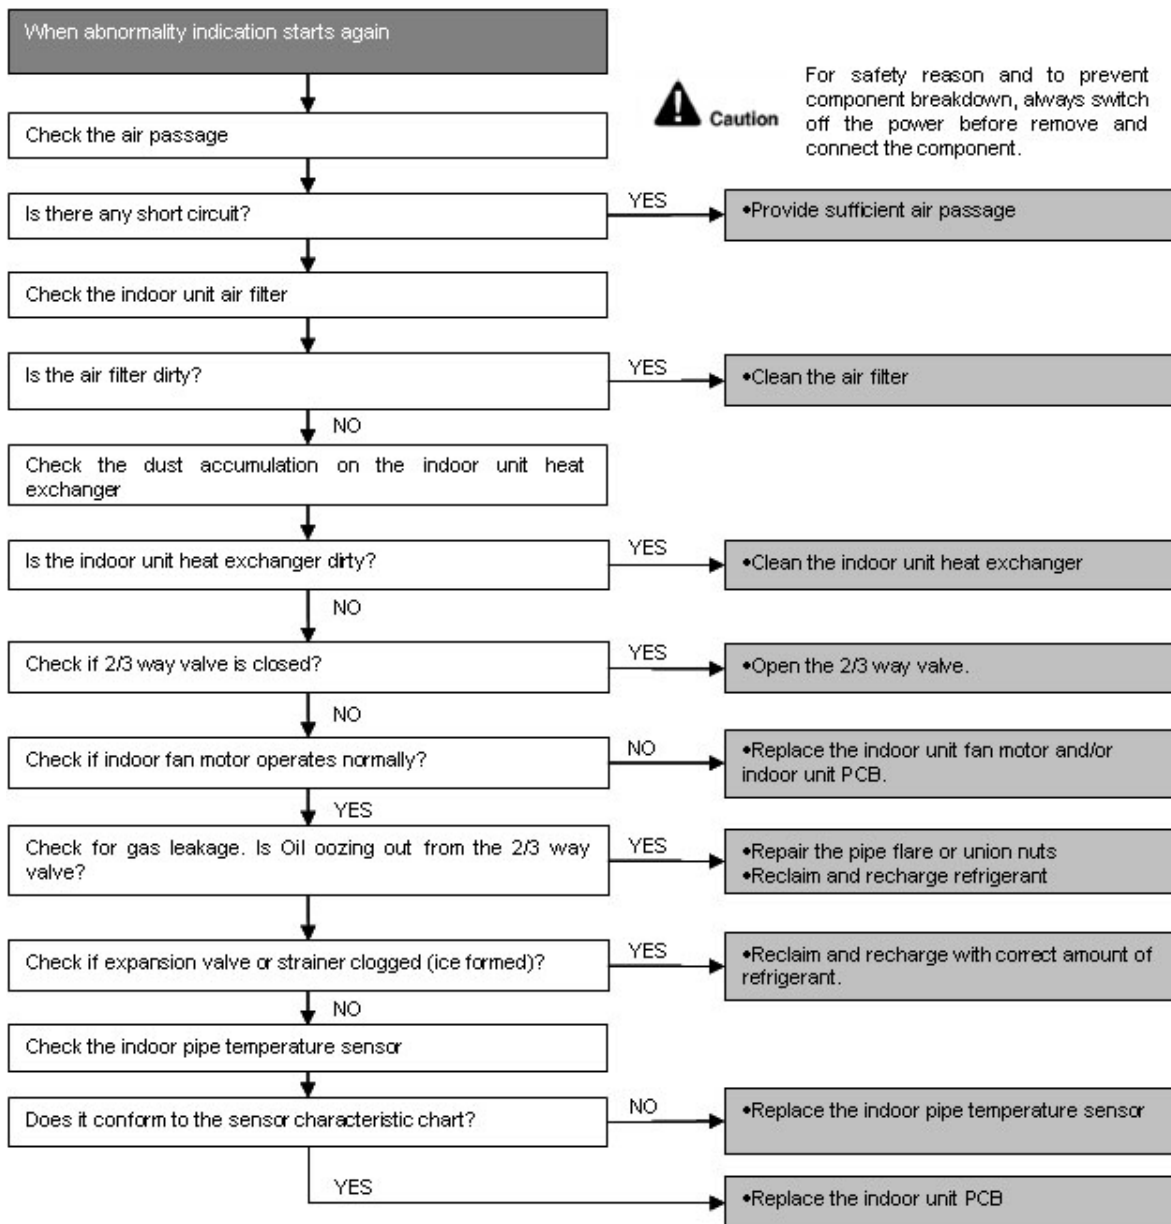 When abnormality indication starts again
For safety reason and to prevent
component breakdown, always switch
off the power before remove and
connect the component.
Caution
Check the air passage
Is there any short circuit?
YES
•Provide sufficient air passage
Check the indoor unit air filter
Is the air filter dirty?
YES
•Clean the air filter
NO
Check the dust accumulation on the indoor unit heat
exchanger
Is the indoor unit heat exchanger dirty?
YES
•Clean the indoor unit heat exchanger
NO
Check if 2/3 way valve is closed?
YES
•Open the 2/3 way valve.
NO
Check if indoor fan motor operates normally?
NO
•Replace the indoor unit fan motor and/or
indoor unit PCB.
YES
Check for gas leakage. Is Oil oozing out from the 2/3 way
valve?
YES
•Repair the pipe flare or union nuts
•Reclaim and recharge refrigerant
Check if expansion valve or strainer clogged (ice formed)?
YES
•Reclaim and recharge with correct amount of
refrigerant.
NO
Check the indoor pipe temperature sensor
Does it conform to the sensor characteristic chart?
NO
•Replace the indoor pipe temperature sensor
YES
•Replace the indoor unit PCB